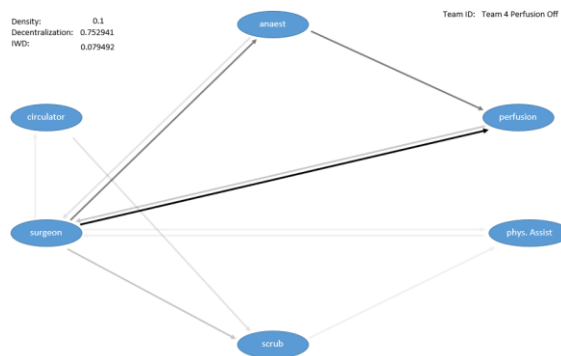 Density: 0.1
Decentralization: 0.752941
IWD: 0.079492
Team ID: Team 4 Perfusion Off
anaest
circulator
perfusion
surgeon
phys. Assist
scrub